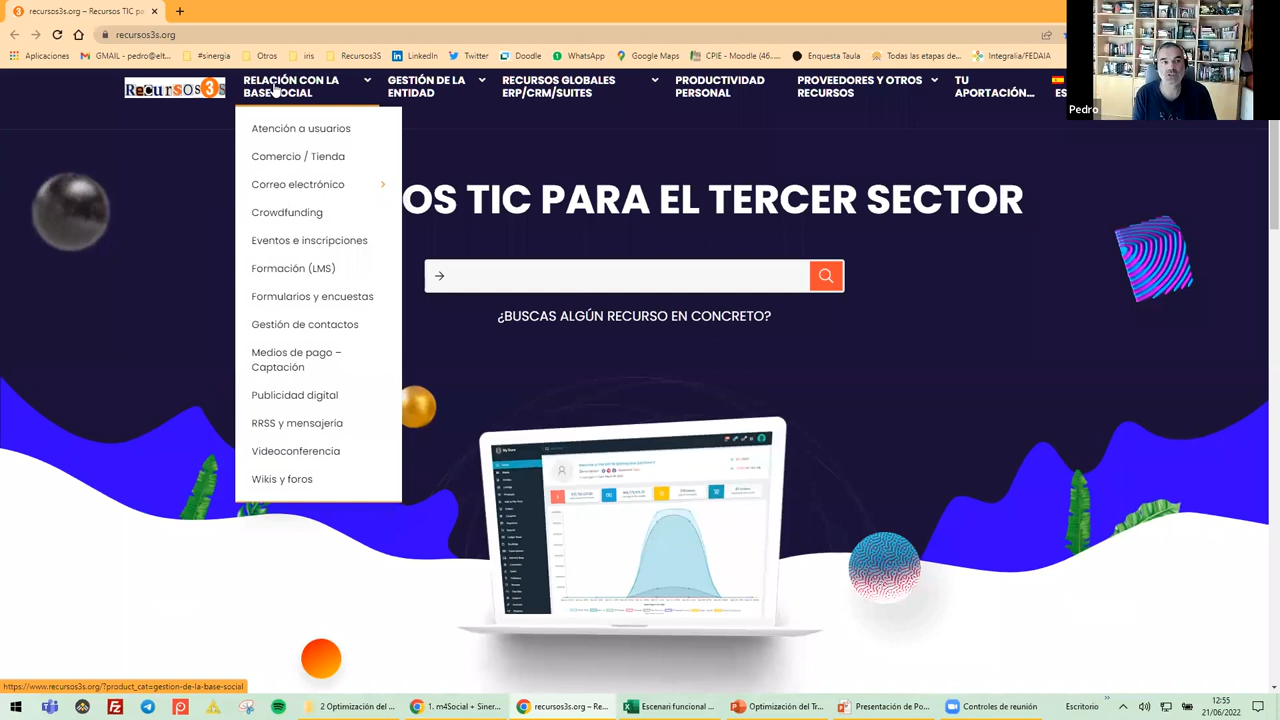 recursos3s.org – Recursos TIC pa
recursos3s.org
Aplicaciones
GMAIL - pedro@elt...
#sinergia
Otros
iris
Recursos3S
LinkedIn
Twitter
Doodle
WhatsApp
Google Maps
CPIE - Moodle (46,...
Enquesta Taula
Todas las etapas de...
Integralia/FEDAIA
Recursos3s
RELACIÓN CON LA
BASE SOCIAL
GESTIÓN DE LA
ENTIDAD
RECURSOS GLOBALES
ERP/CRM/SUITES
PRODUCTIVIDAD
PERSONAL
PROVEEDORES Y OTROS
RECURSOS
TU
APORTACIÓN...
ES
Pedro
Atención a usuarios
Comercio / Tienda
Correo electrónico
Crowdfunding
Eventos e inscripciones
Formación (LMS)
Formularios y encuestas
Gestión de contactos
Medios de pago –
Captación
Publicidad digital
RRSS y mensajería
Videoconferencia
Wikis y foros
OS TIC PARA EL TERCER SECTOR
¿BUSCAS ALGÚN RECURSO EN CONCRETO?
https://www.recursos3s.org/?product_cat=gestion-de-la-base-social
2 Optimización del ...
1. m4Social + Siner...
recursos3s.org – Re...
Escenari funcional ...
Optimización del Tr...
Presentación de Po...
Controles de reunión
Escritorio
12:55
21/06/2022